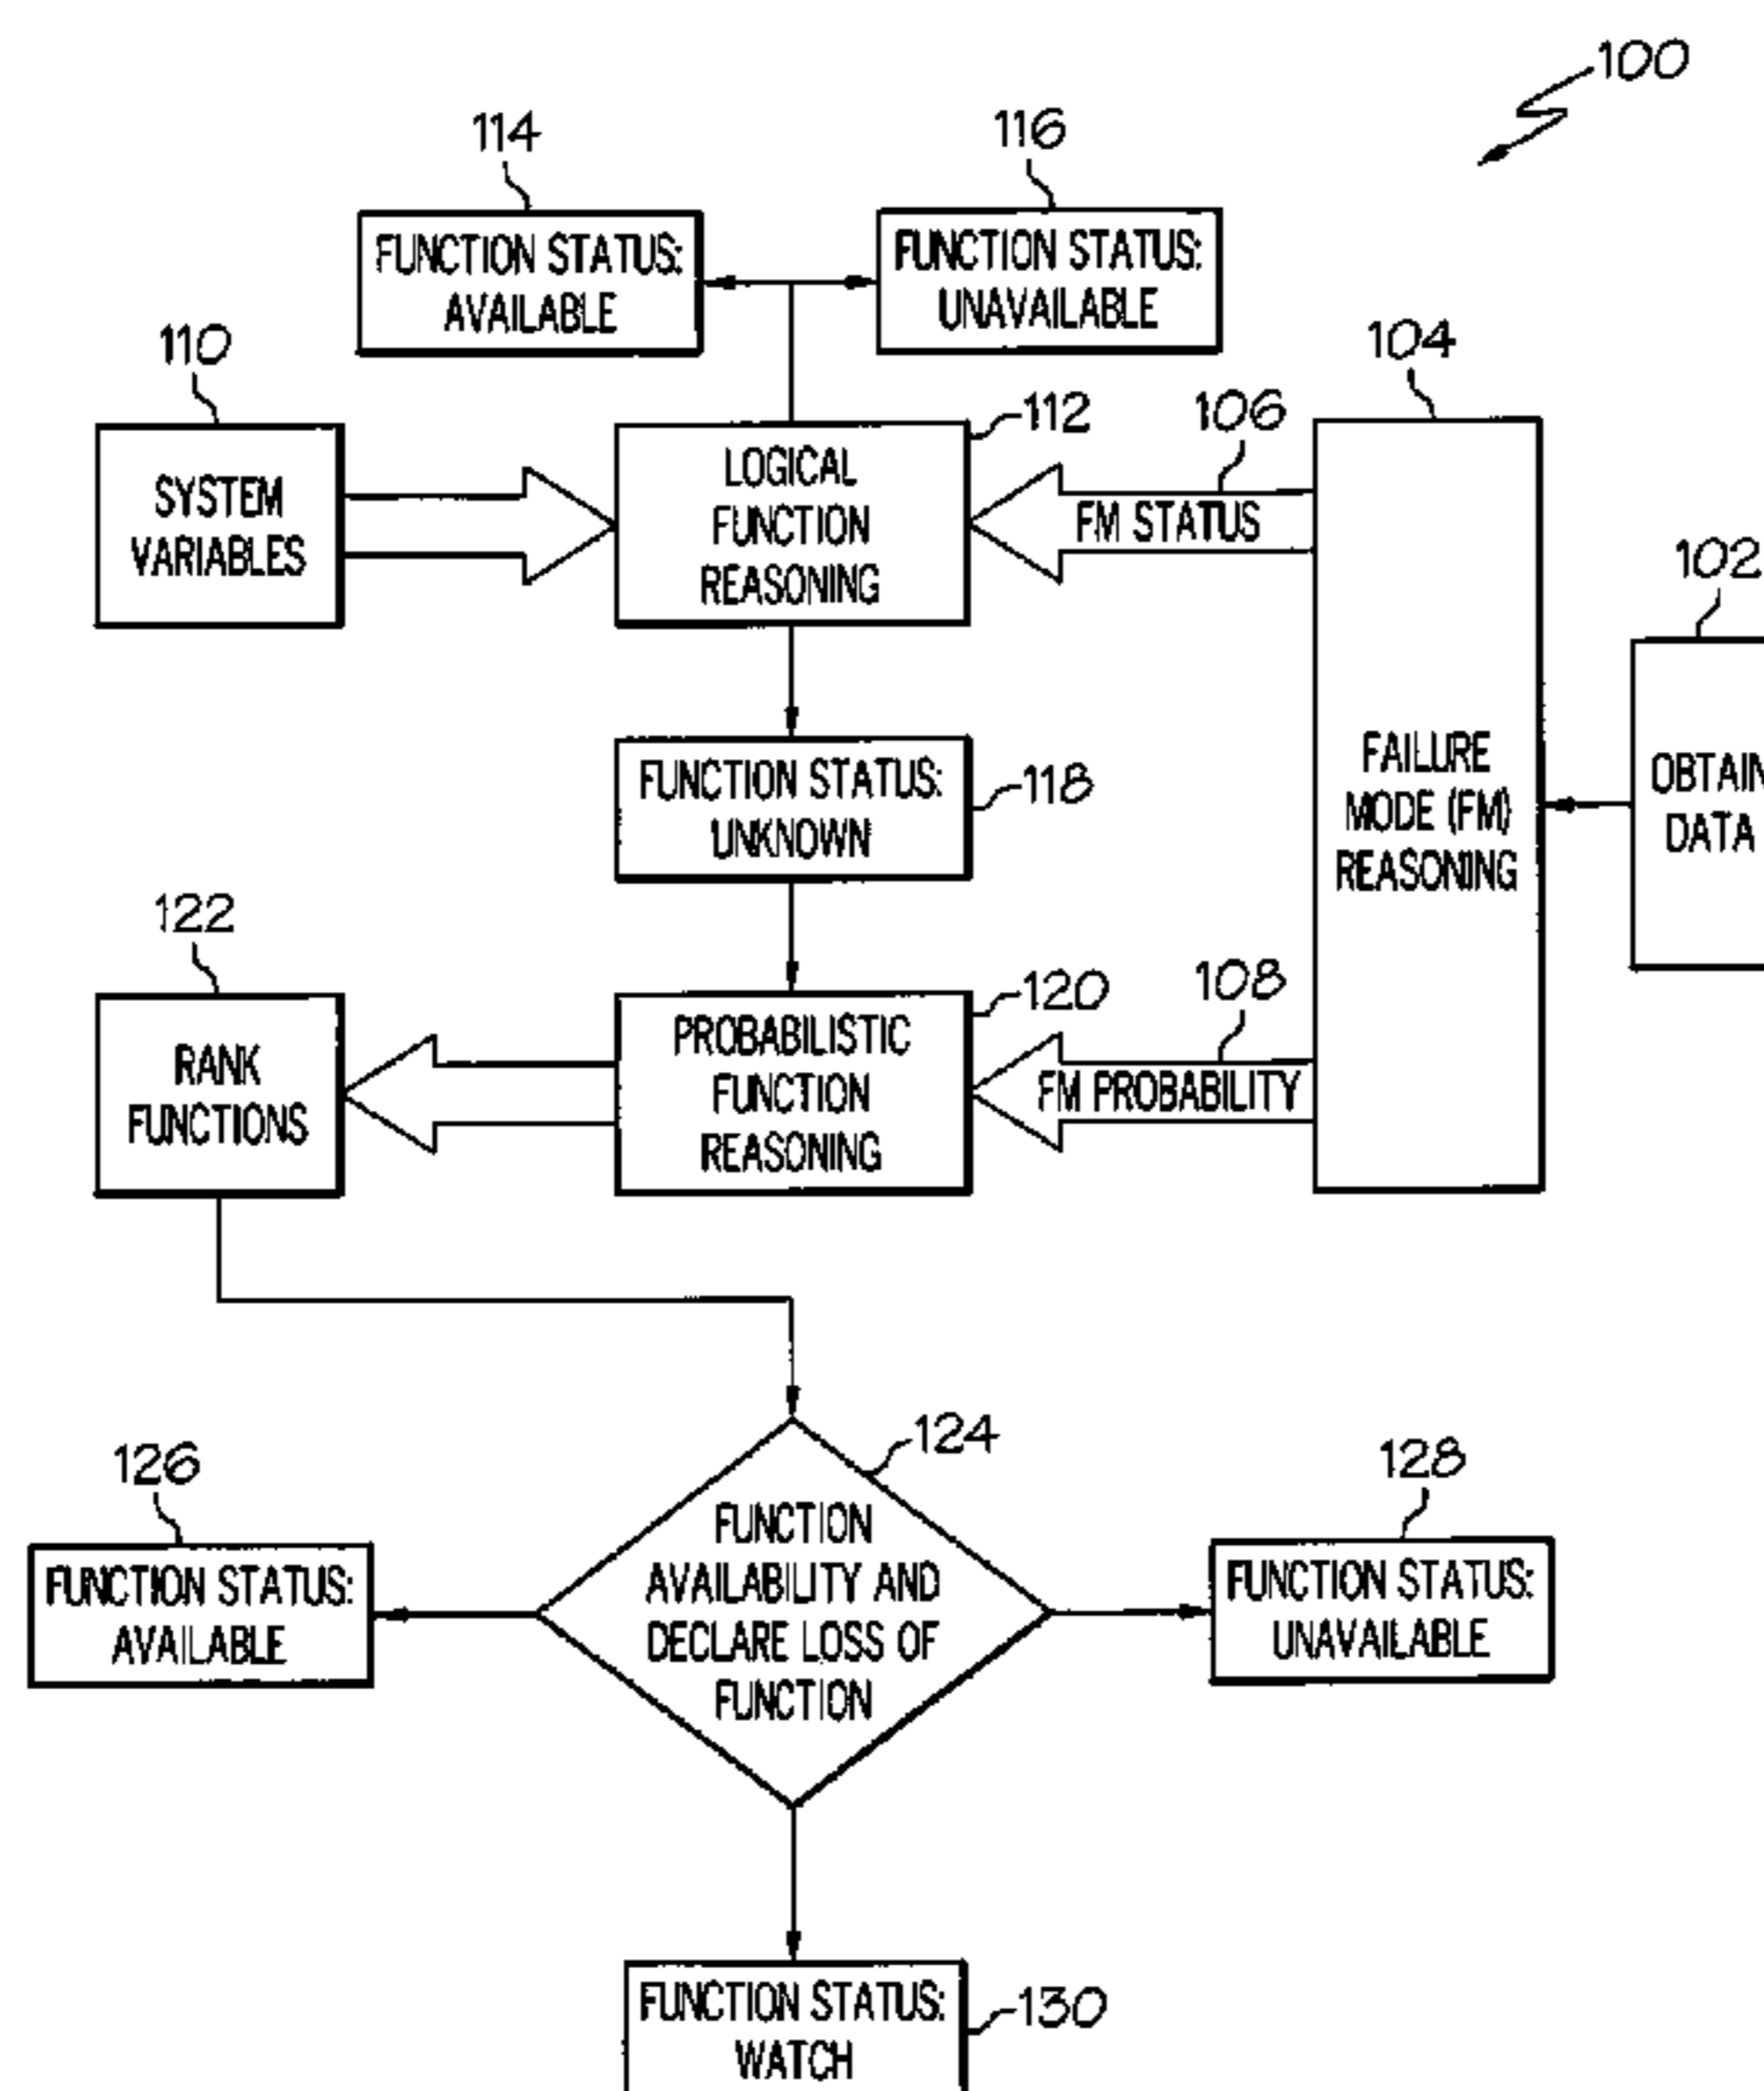 100
114
116
FUNCTION STATUS:
AVAILABLE
FUNCTION STATUS:
UNAVAILABLE
110
112
106
104
SYSTEM
VARIABLES
LOGICAL
FUNCTION
REASONING
FM STATUS
102
FAILURE
MODE (FM)
REASONING
OBTAIN
DATA
FUNCTION STATUS:
UNKNOWN
118
122
120
108
RANK
FUNCTIONS
PROBABILISTIC
FUNCTION
REASONING
FM PROBABILITY
124
126
128
FUNCTION
AVAILABILITY AND
DECLARE LOSS OF
FUNCTION
FUNCTION STATUS:
AVAILABLE
FUNCTION STATUS:
UNAVAILABLE
FUNCTION STATUS:
WATCH
130